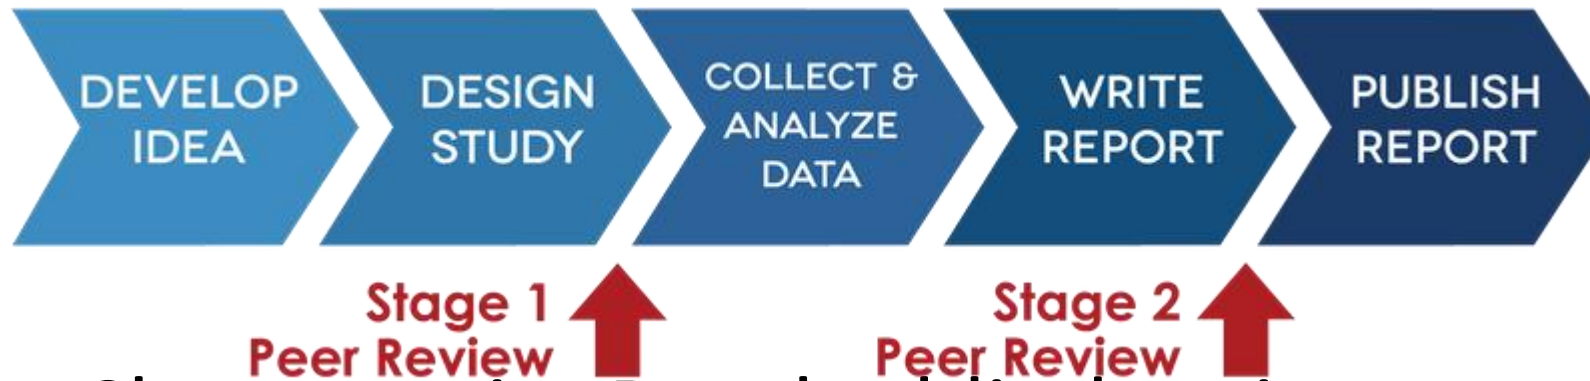 DEVELOP
IDEA
DESIGN
STUDY
COLLECT &
ANALYZE
DATA
WRITE
REPORT
PUBLISH
REPORT
Stage 1
Peer Review
Stage 2
Peer Review